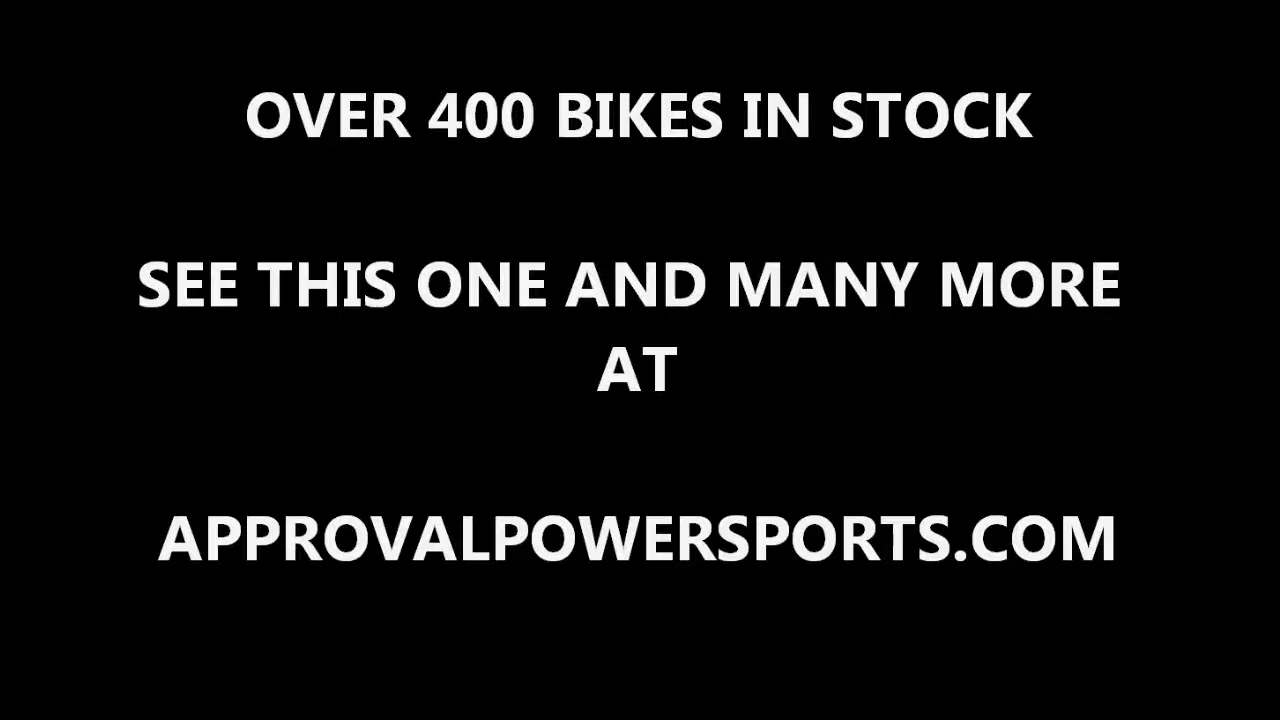 OVER 400 BIKES IN STOCK
SEE THIS ONE AND MANY MORE
AT
APPROVALPOWERSPORTS.COM